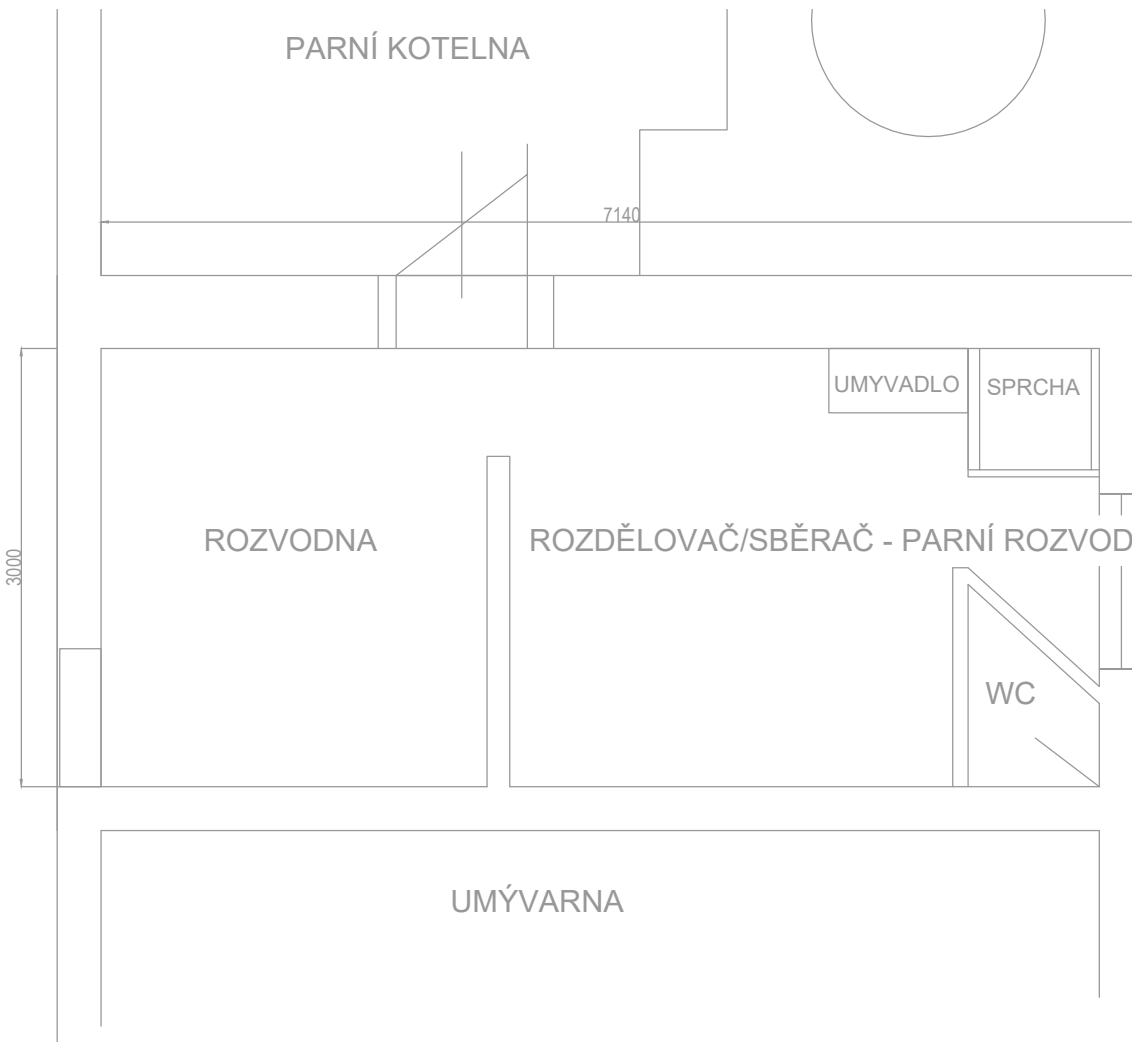 PARNÍ KOTELNA
7140
UMYVADLO
SPRCHA
ROZVODNA
ROZDĚLOVAČ/SBĚRAČ - PARNÍ ROZVOD
3000
WC
UMÝVARNA